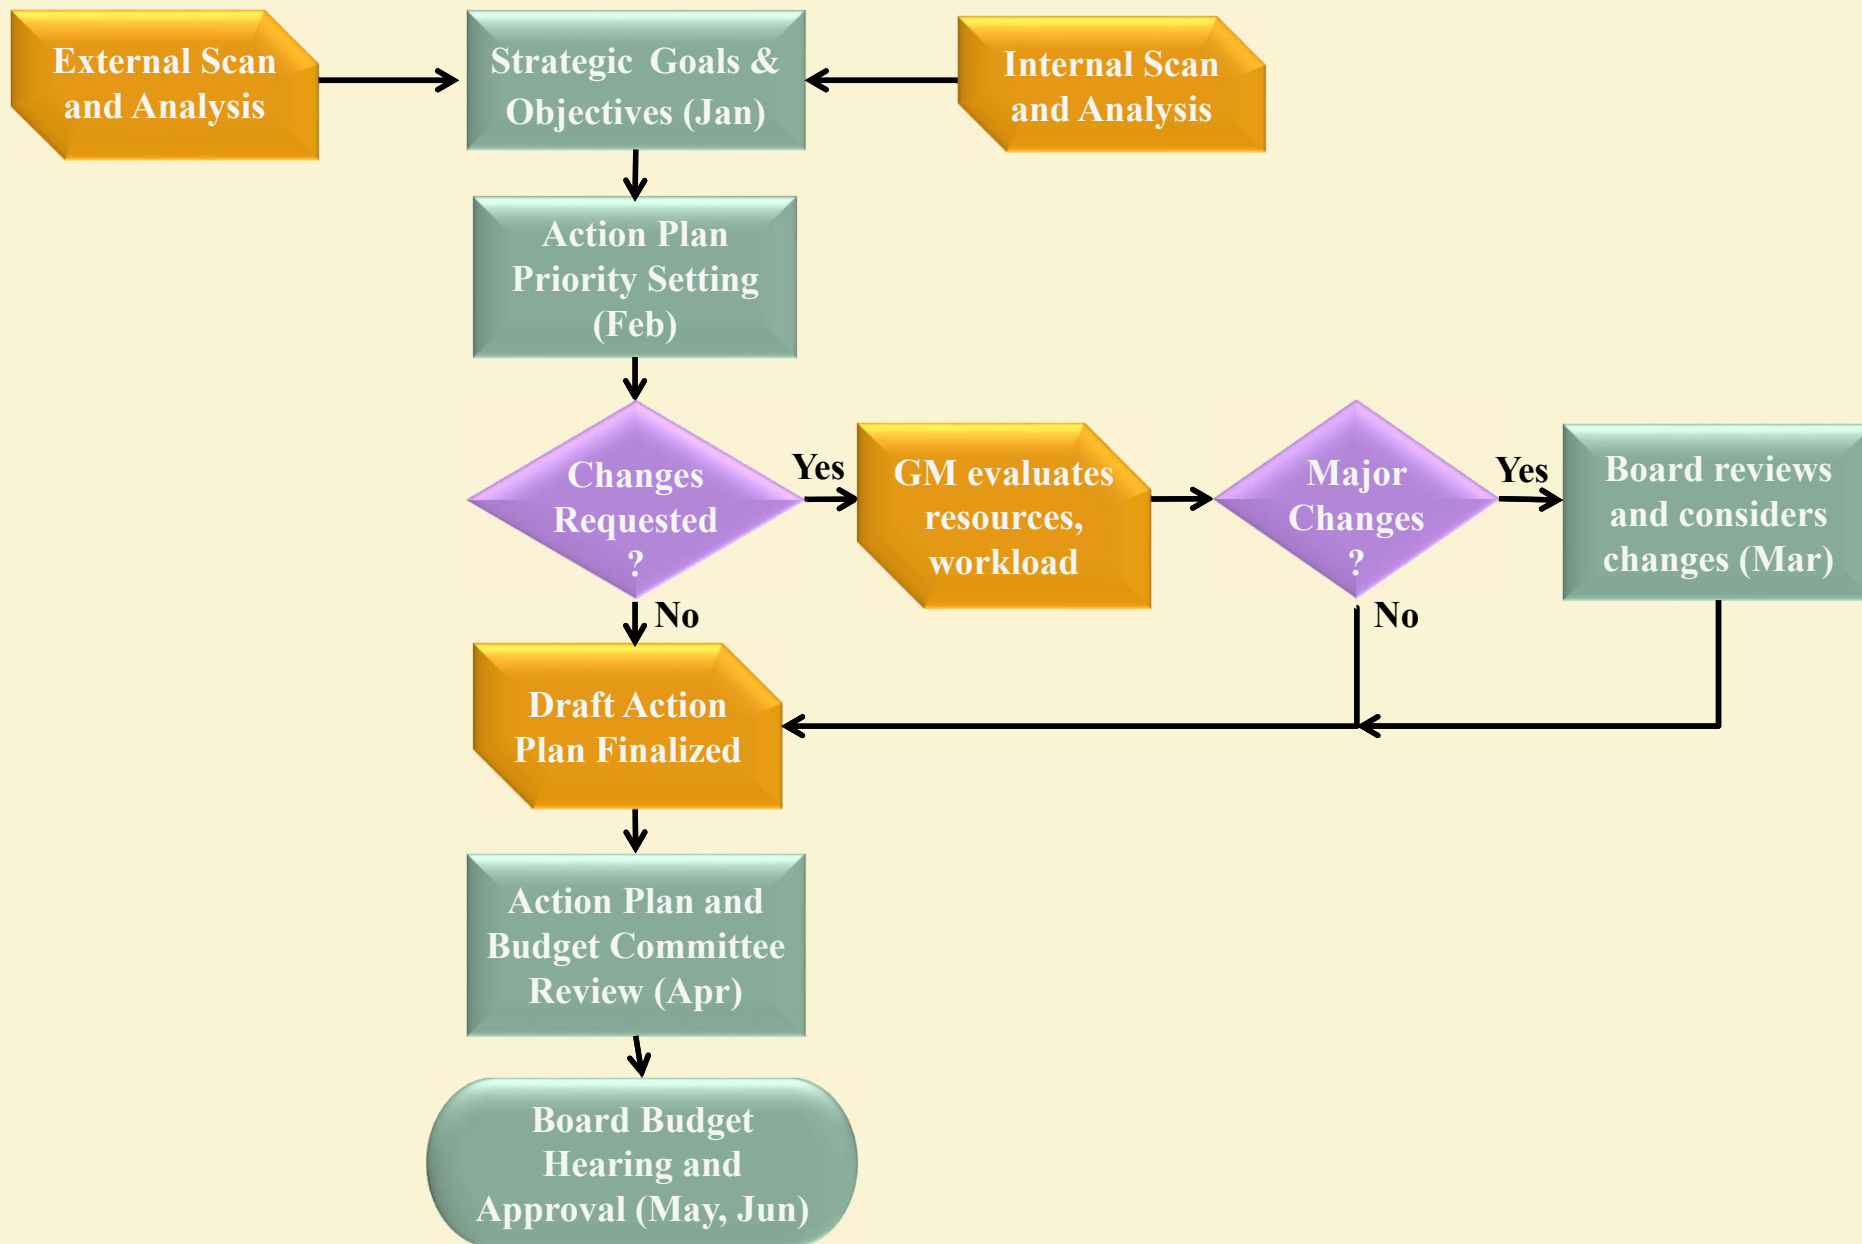 External Scan
and Analysis
Strategic Goals &
Objectives (Jan)
Internal Scan
and Analysis
Action Plan
Priority Setting
(Feb)
Changes
Requested
?
Yes
GM evaluates
resources,
workload
Major
Changes
?
Yes
Board reviews
and considers
changes (Mar)
No
No
Draft Action
Plan Finalized
Action Plan and
Budget Committee
Review (Apr)
Board Budget
Hearing and
Approval (May, Jun)